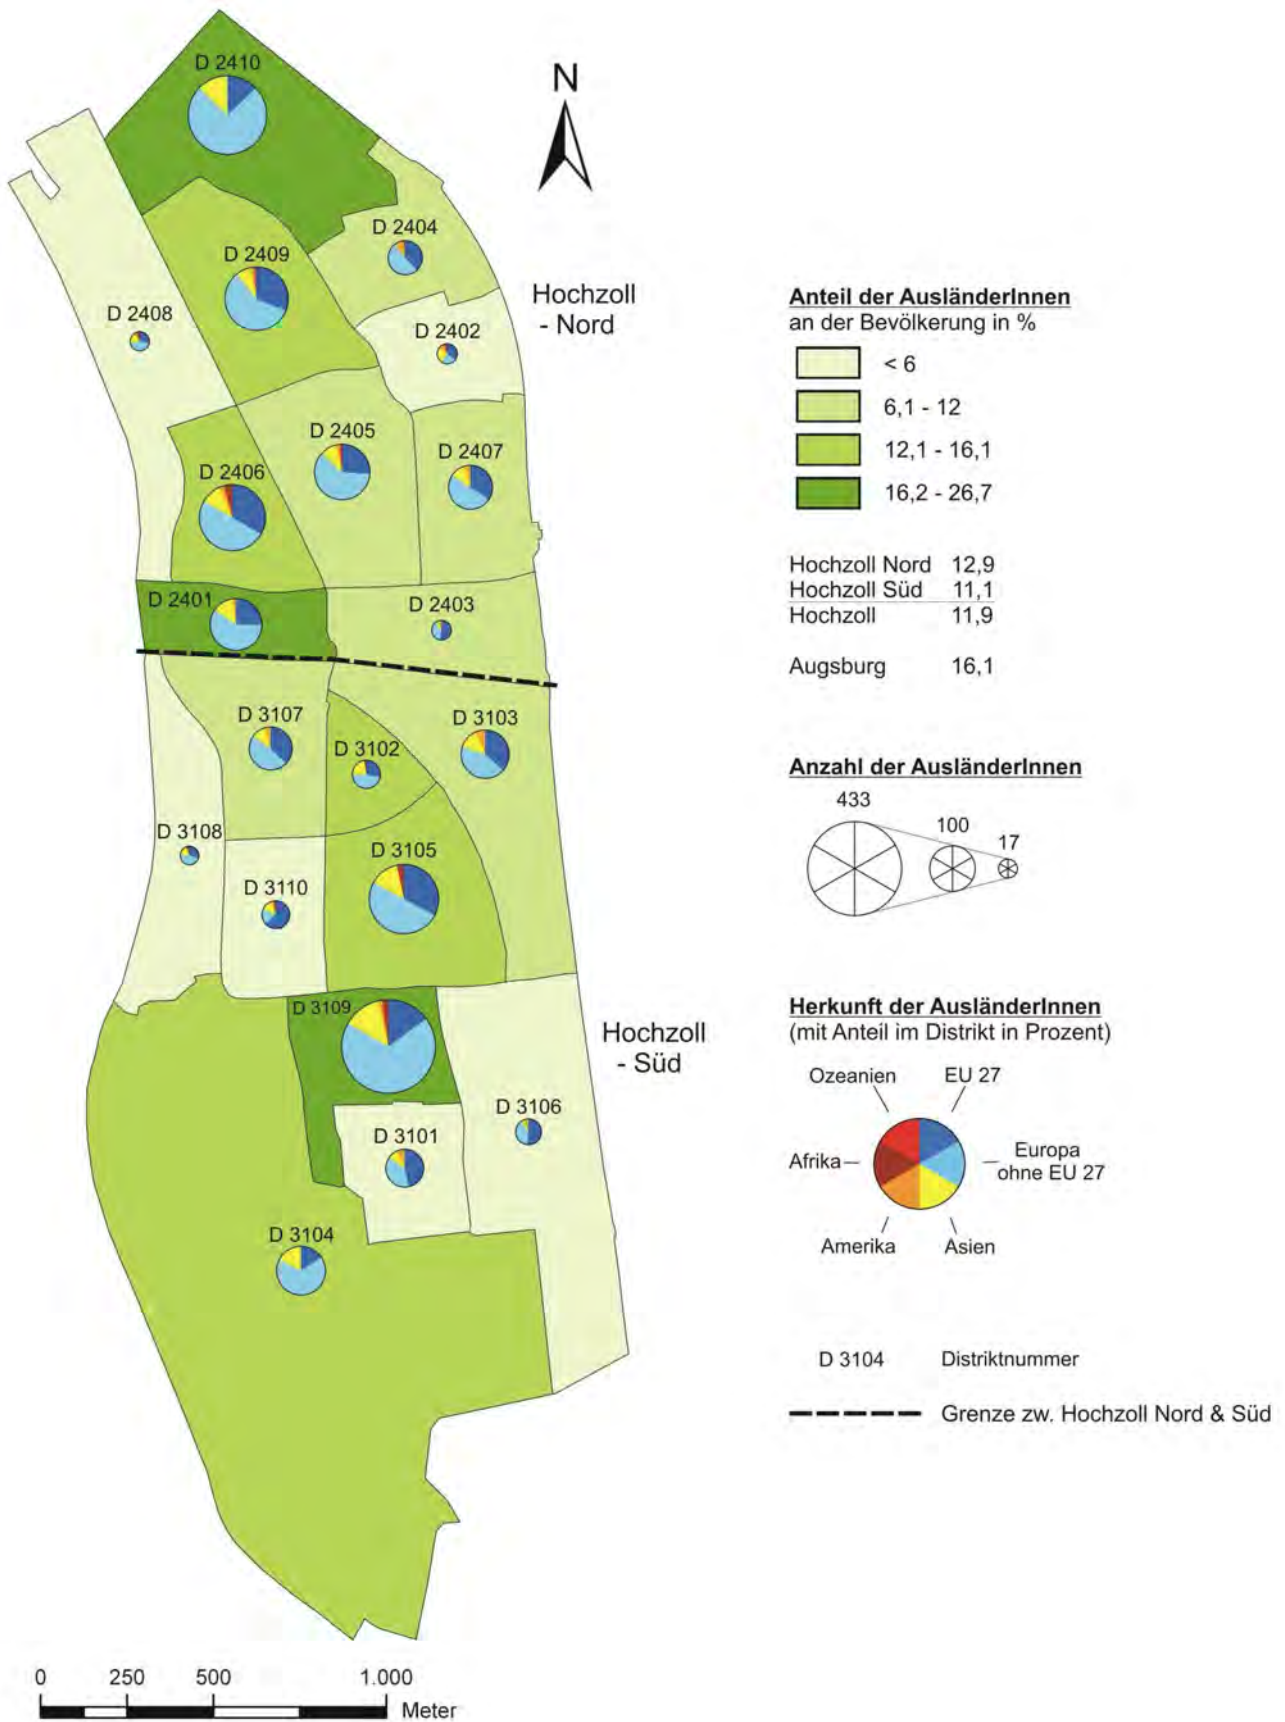 D 2410
N
D 2404
D 2409
Hochzoll
- Nord
D 2408
D 2402
D 2405
D 2407
D 2406
D 2401
D 2403
D 3107
D 3103
D 3102
D 3108
D 3105
D 3110
D 3109
Hochzoll
- Süd
D 3106
D 3101
D 3104
0 250 500 1.000
Meter
Anteil der AusländerInnen
an der Bevölkerung in %
< 6
6,1 - 12
12,1 - 16,1
16,2 - 26,7
Hochzoll Nord 12,9
Hochzoll Süd 11,1
Hochzoll 11,9
Augsburg 16,1
Anzahl der AusländerInnen
433
100
17
Herkunft der AusländerInnen
(mit Anteil im Distrikt in Prozent)
Ozeanien EU 27
Afrika
Europa
ohne EU 27
Amerika Asien
D 3104 Distriktnummer
Grenze zw. Hochzoll Nord & Süd